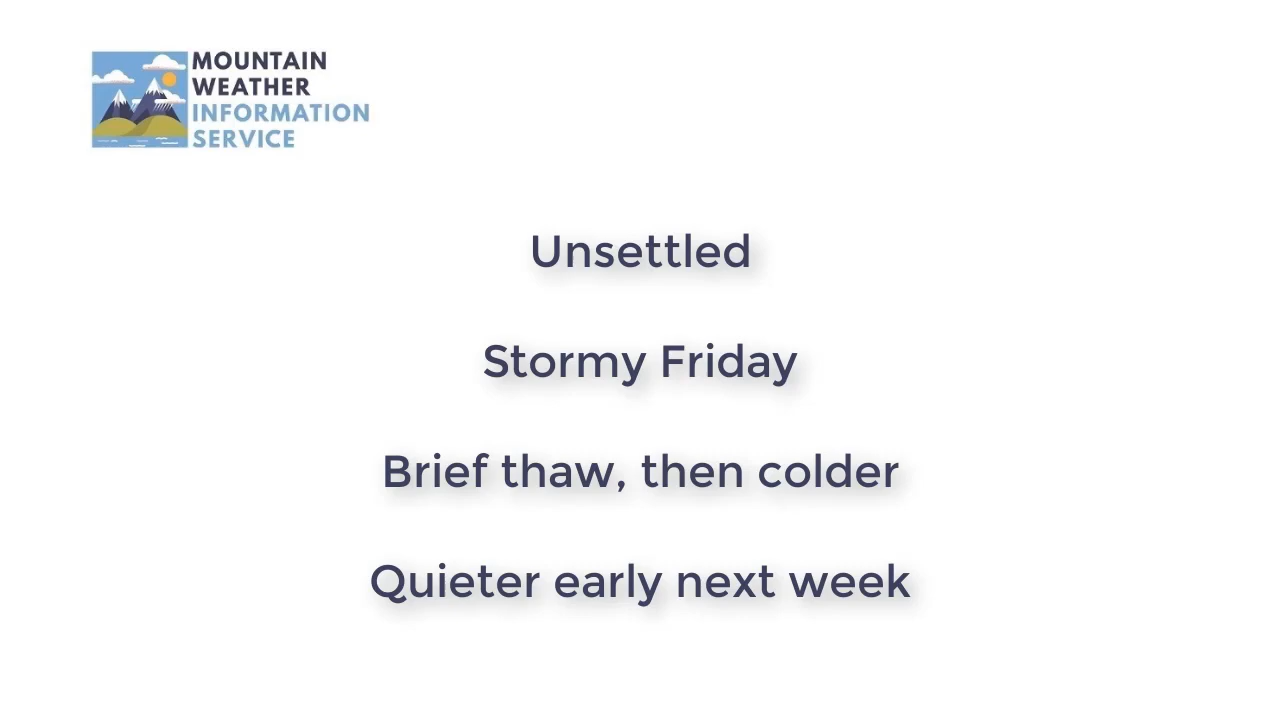 MOUNTAIN
WEATHER
INFORMATION
SERVICE
Unsettled
Stormy Friday
Brief thaw, then colder
Quieter early next week